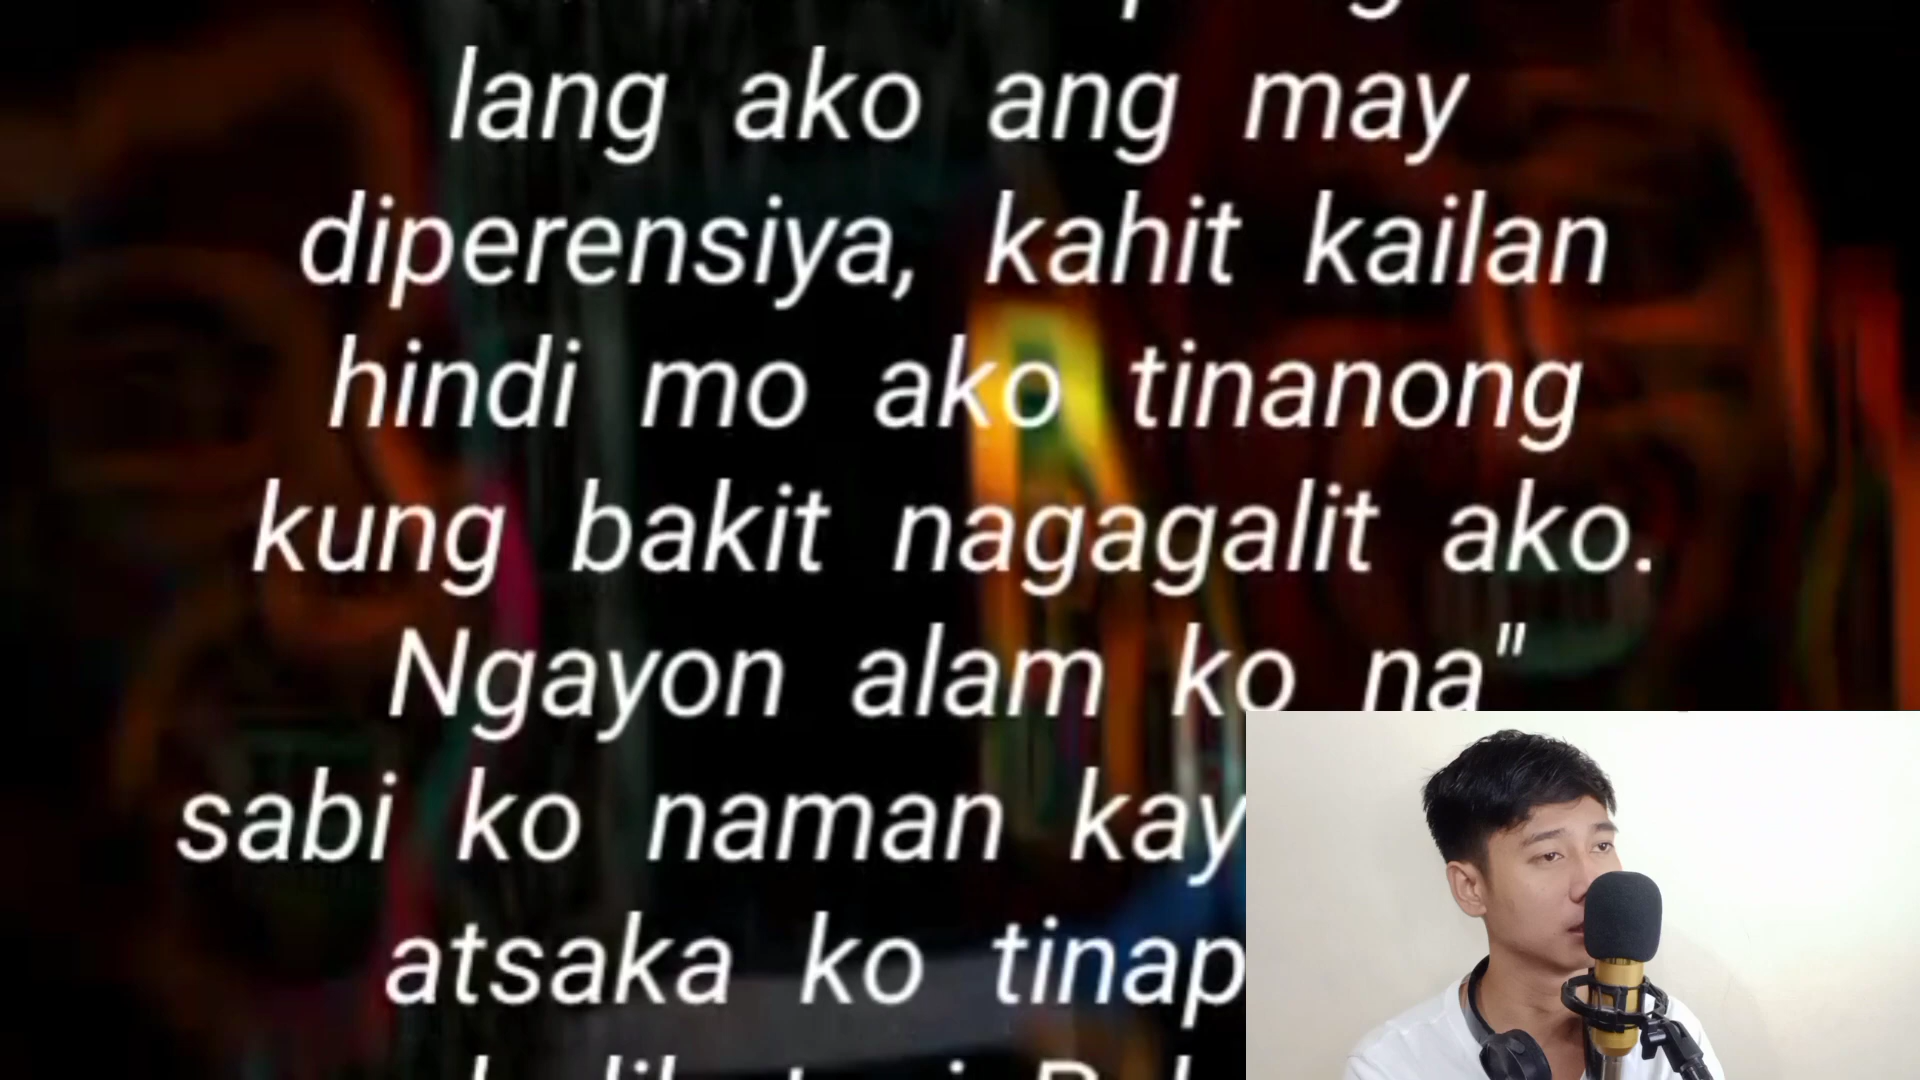 lang ako ang may
diperensiya, kahit kailan
hindi mo ako tinanong
kung bakit nagagalit ako.
Ngayon alam ko na"
sabi ko naman kay
atsaka ko